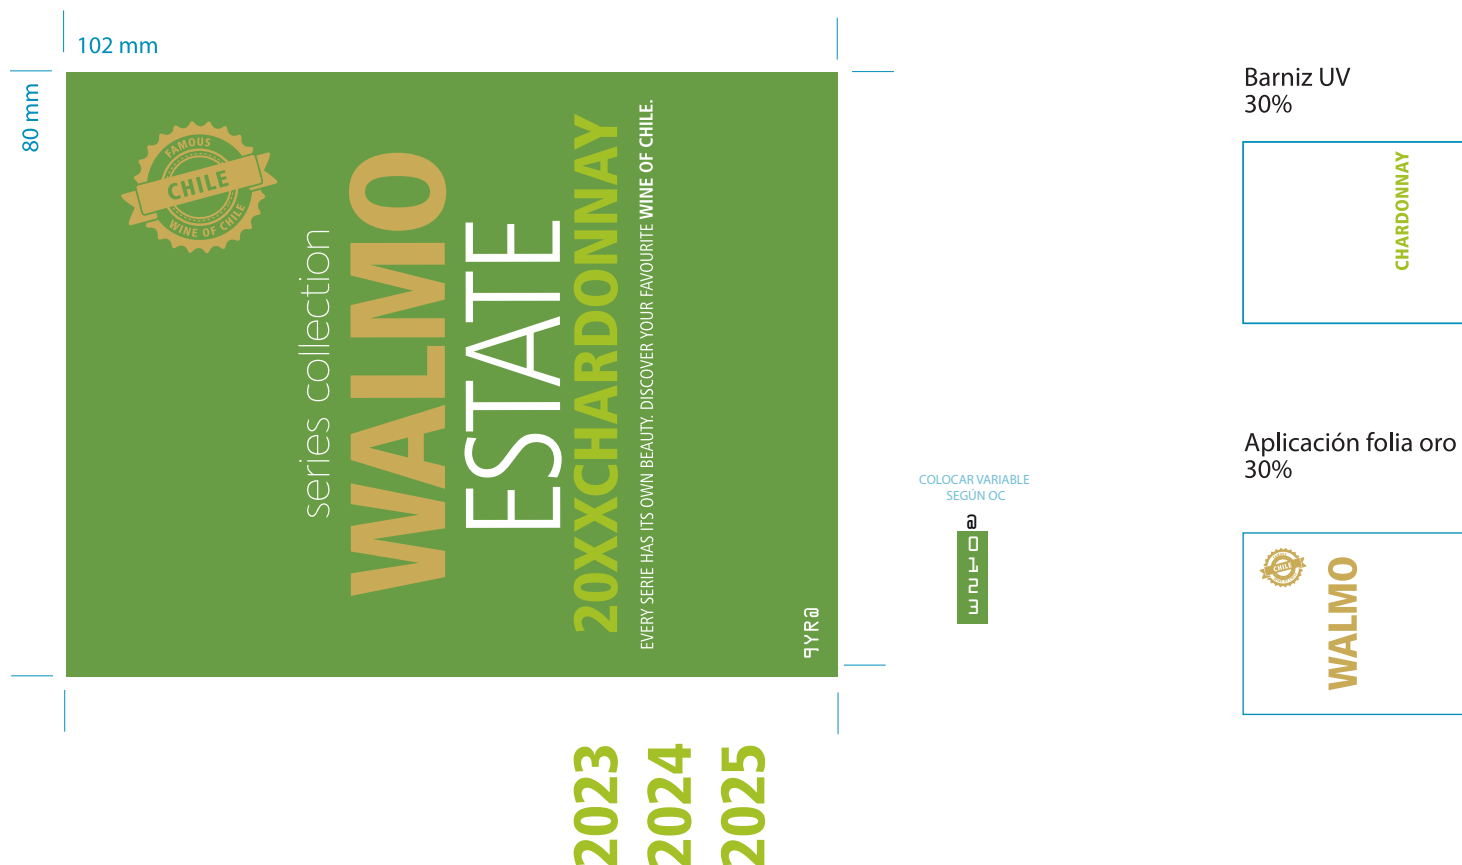 102 mm
80 mm
FAMOUS
CHILE
WINE OF CHILE
series collection
WALMO
ESTATE
20XXCHARDONNAY
EVERY SERIE HAS ITS OWN BEAUTY. DISCOVER YOUR FAVOURITE WINE OF CHILE.
2023
2024
2025
COLOCAR VARIABLE
SEGÚN OC
Barniz UV
30%
CHARDONNAY
Aplicación folia oro
30%
CHILE
WALMO